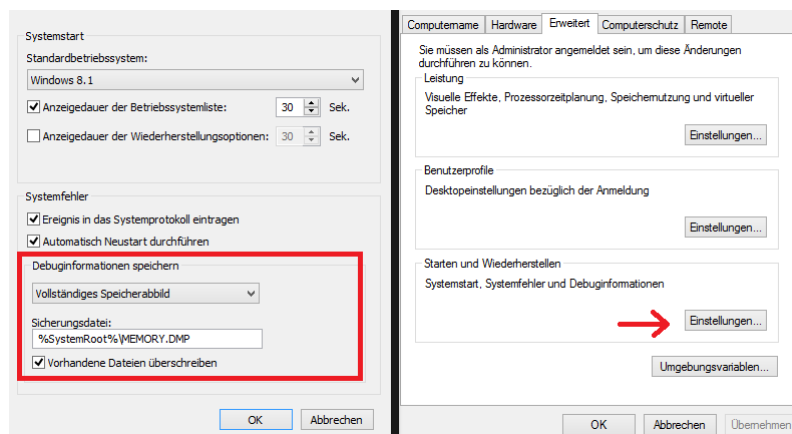 Systemstart
Standardbetriebssystem:
Windows 8.1
Anzeigedauer der Betriebssystemliste: 30 Sek.
Anzeigedauer der Wiederherstellungsoptionen: 30 Sek.
Systemfehler
Ereignis in das Systemprotokoll eintragen
Automatisch Neustart durchführen
Debuginformationen speichern
Vollständiges Speicherabbild
Sicherungsdatei:
%SystemRoot%\MEMORY.DMP
Vorhandene Dateien überschreiben
OK Abbrechen
Computername Hardware Erweitert Computerschutz Remote
Sie müssen als Administrator angemeldet sein, um diese Änderungen
durchführen zu können.
Leistung
Visuelle Effekte, Prozessorzeitplanung, Speichernutzung und virtueller
Speicher
Einstellungen...
Benutzerprofile
Desktopeinstellungen bezüglich der Anmeldung
Einstellungen...
Starten und Wiederherstellen
Systemstart, Systemfehler und Debuginformationen
Einstellungen...
Umgebungsvariablen...
OK Abbrechen Übernehmen